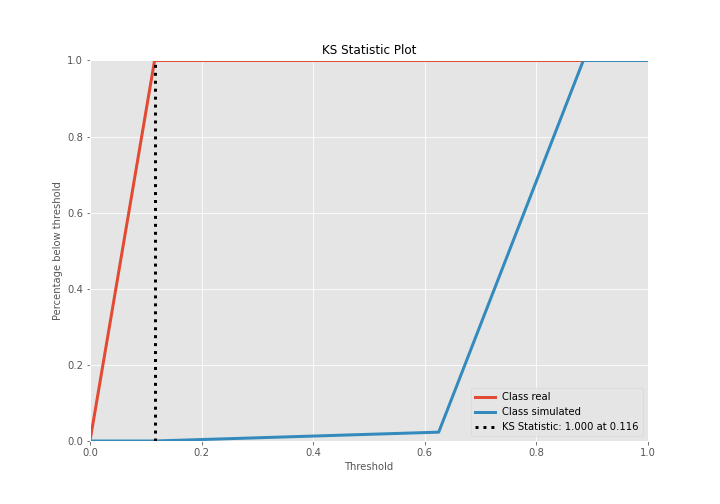 KS Statistic Plot
1.0
0.8
0.6
0.4
0.2
0.0
Percentage below threshold
0.0 0.2 0.4 0.6 0.8 1.0
Threshold
Class real
Class simulated
KS Statistic: 1.000 at 0.116